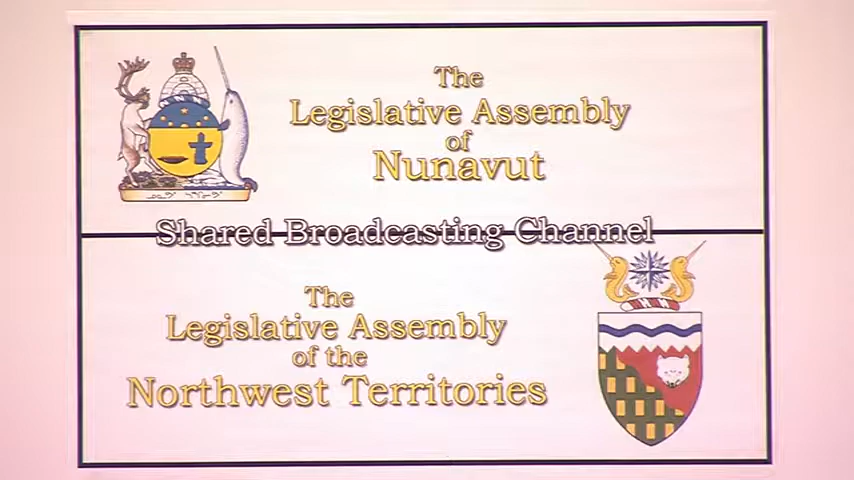 The
Legislative Assembly
of
Nunavut
Shared Broadcasting Channel
The
Legislative Assembly
of the
Northwest Territories